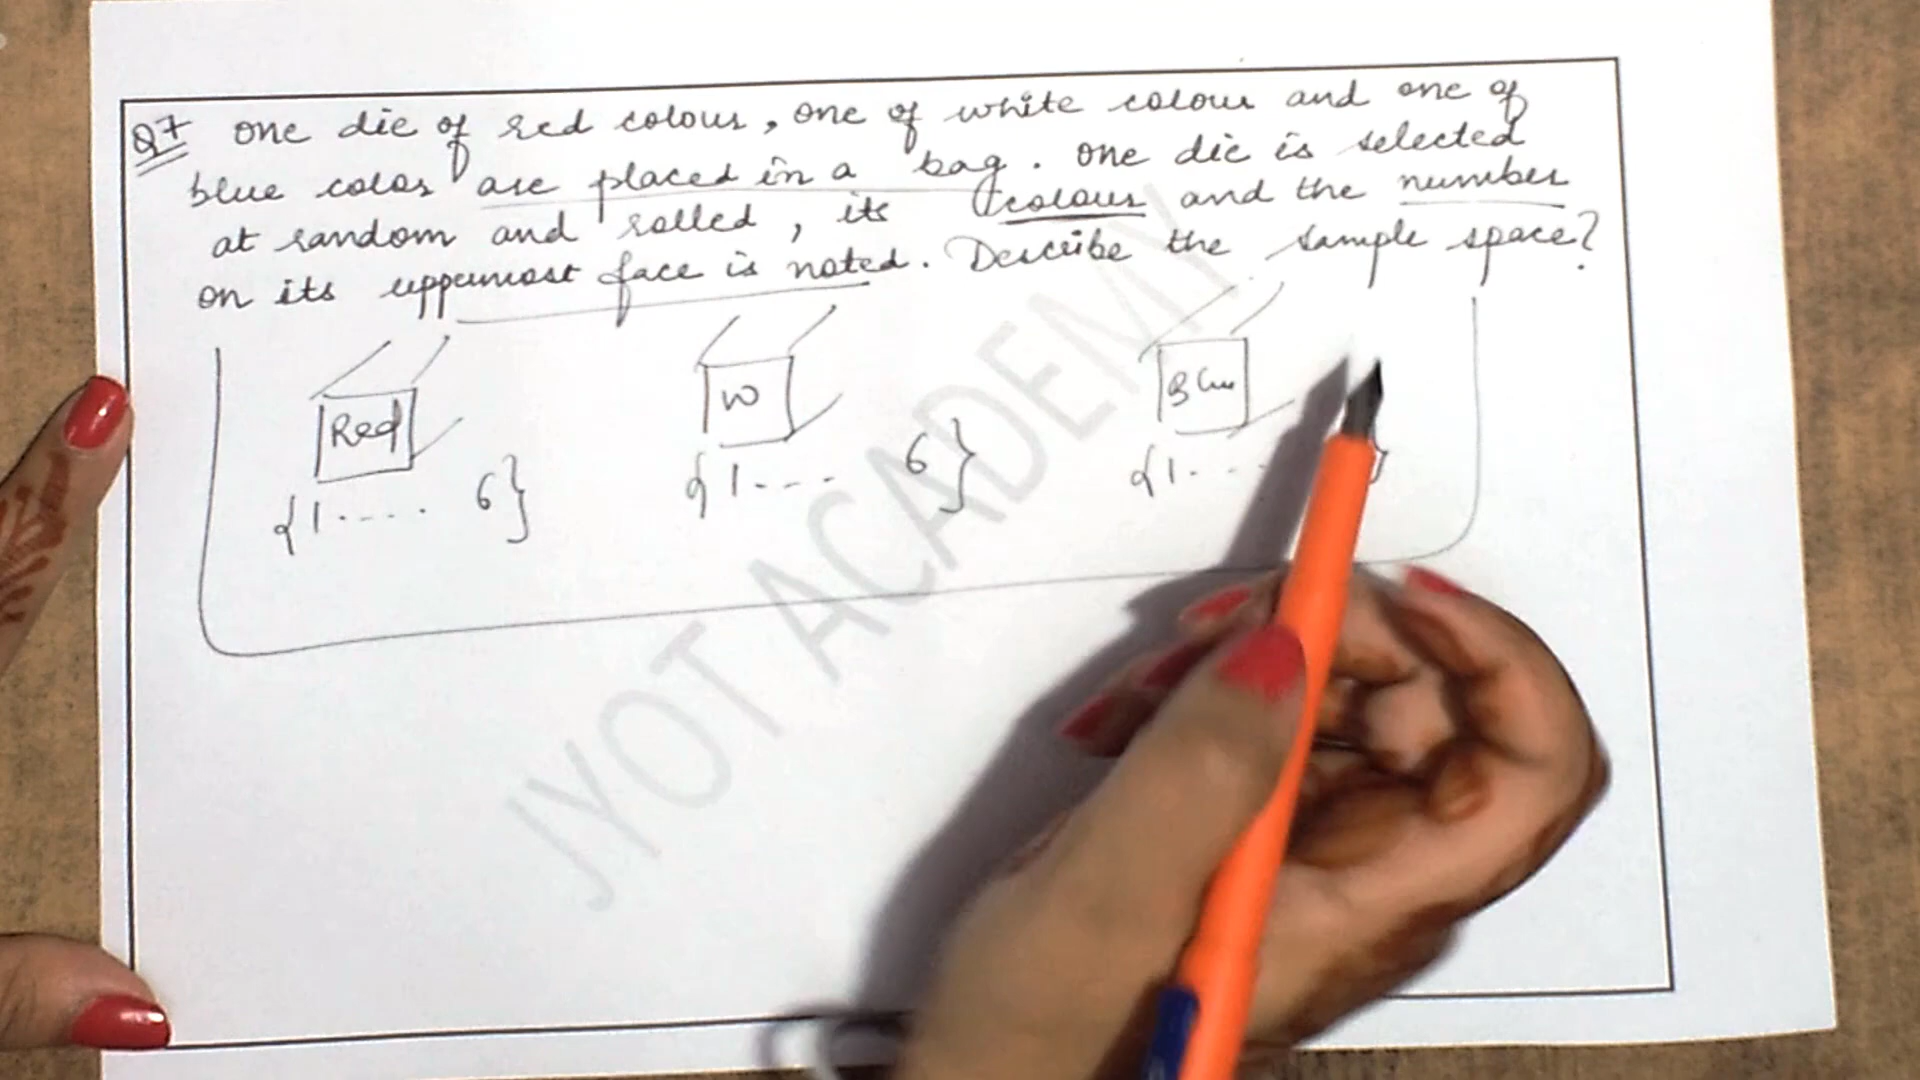 Q7 One die of red colour, one of white colour and one of
blue color are placed in a bag. One die is selected
at random and rolled, its colour and the number
on its uppermost face is noted. Describe the sample space?
Red
W
Blue
{1.... 6}
{1... 6}
{1... }
JYOT ACADEMY